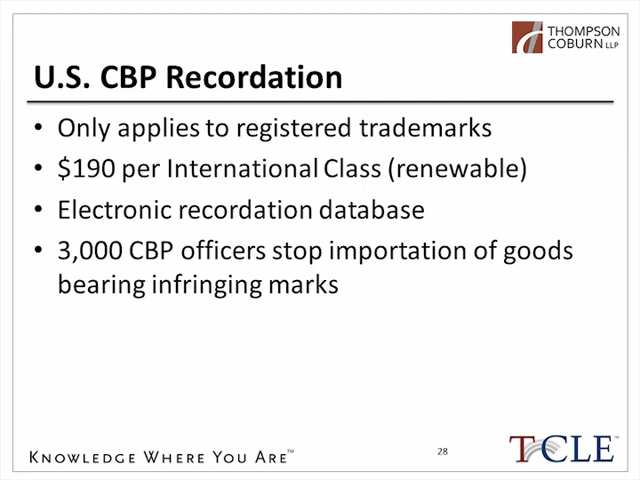 THOMPSON
COBURN LLP
U.S. CBP Recordation
• Only applies to registered trademarks
• $190 per International Class (renewable)
• Electronic recordation database
• 3,000 CBP officers stop importation of goods
bearing infringing marks
KNOWLEDGE WHERE YOU ARE™
28
TCCLE™